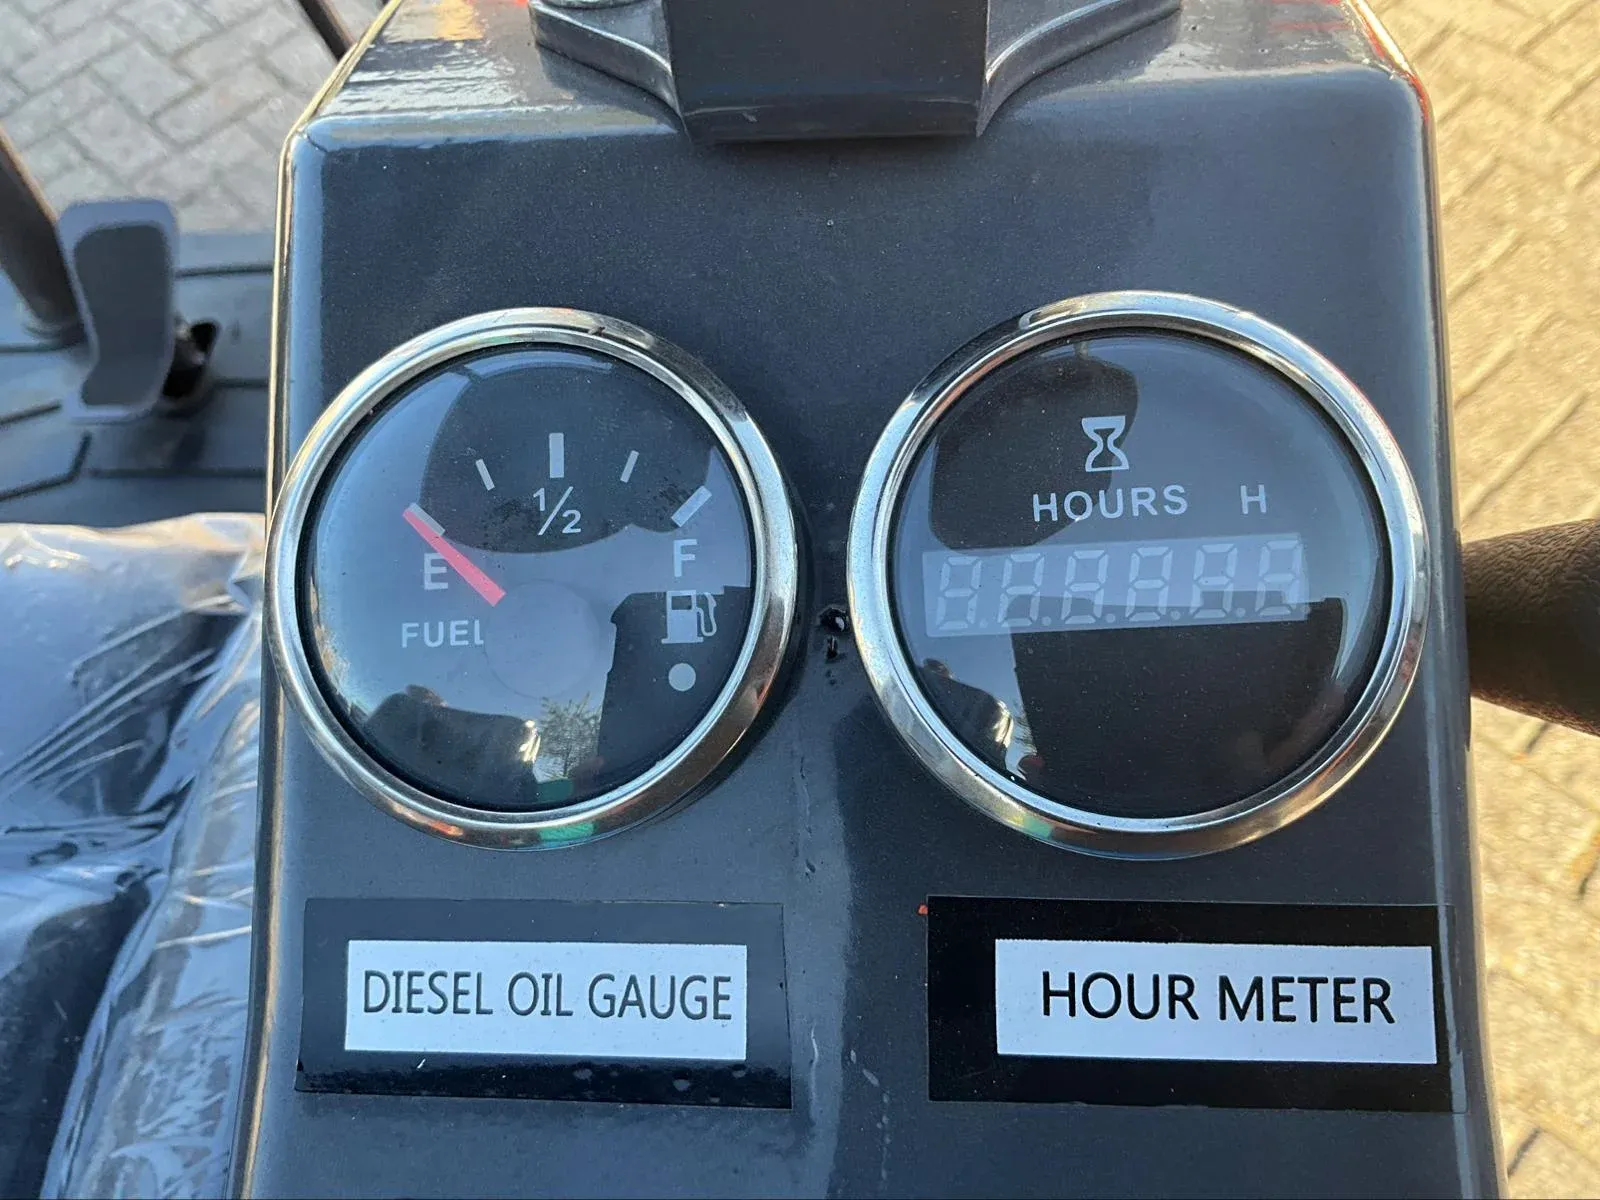 1/2
E
F
FUEL
HOURS H
DIESEL OIL GAUGE
HOUR METER